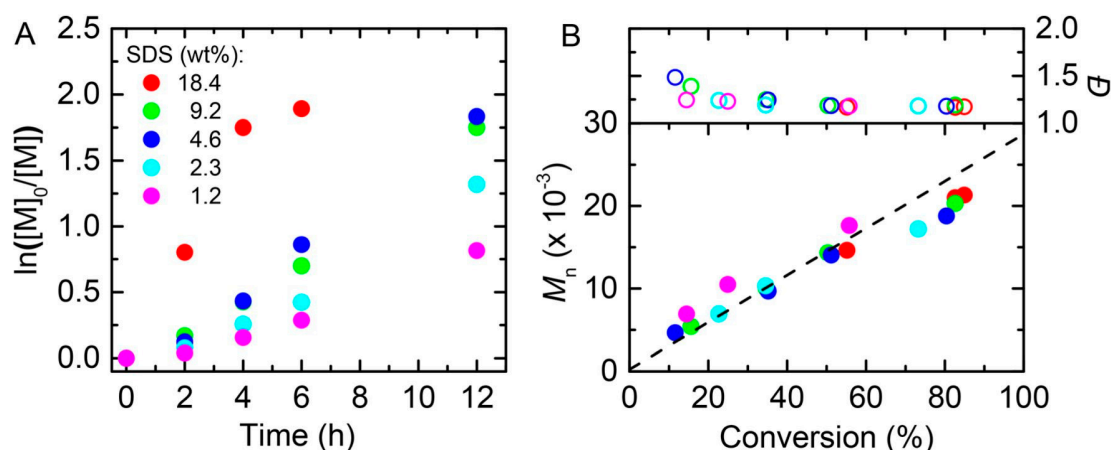 A
SDS (wt%):
18.4
9.2
4.6
2.3
1.2
2.5
2.0
1.5
1.0
0.5
0.0
ln([M]0/[M])
0 2 4 6 8 10 12
Time (h)
B
2.0
1.5
1.0
Đ
30
20
10
0
Mn (x 10-3)
0 20 40 60 80 100
Conversion (%)